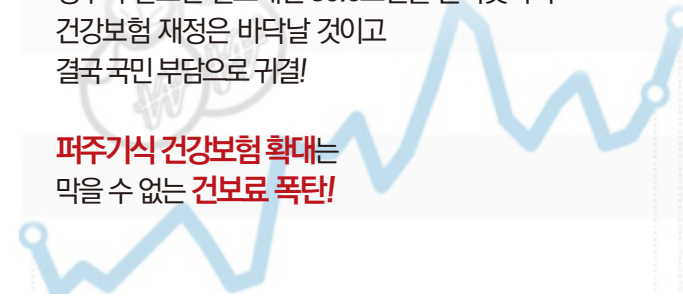 건강보험 재정은 바닥날 것이고
결국 국민 부담으로 귀결!
퍼주기식 건강보험 확대는
막을 수 없는 건보료 폭탄!